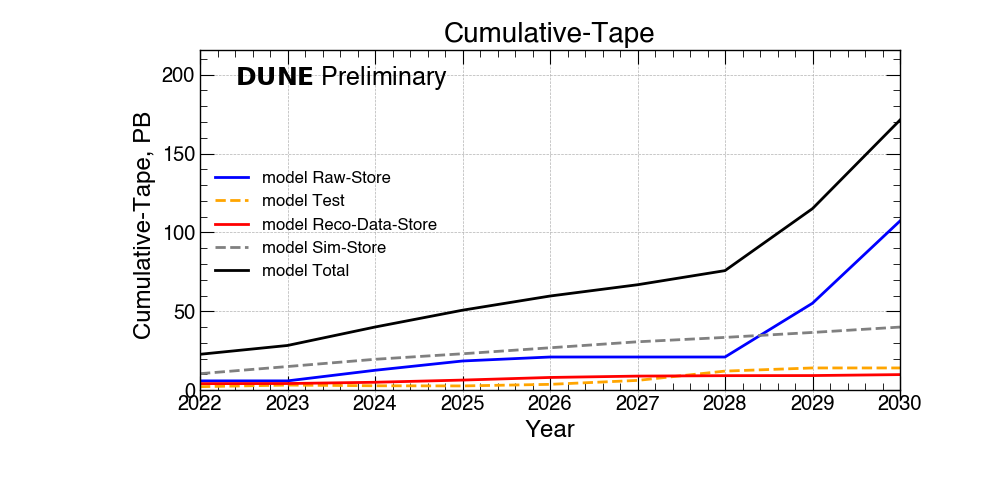 Cumulative-Tape
DUNE Preliminary
Cumulative-Tape, PB
200
150
100
50
0
model Raw-Store
model Test
model Reco-Data-Store
model Sim-Store
model Total
2022 2023 2024 2025 2026 2027 2028 2029 2030
Year